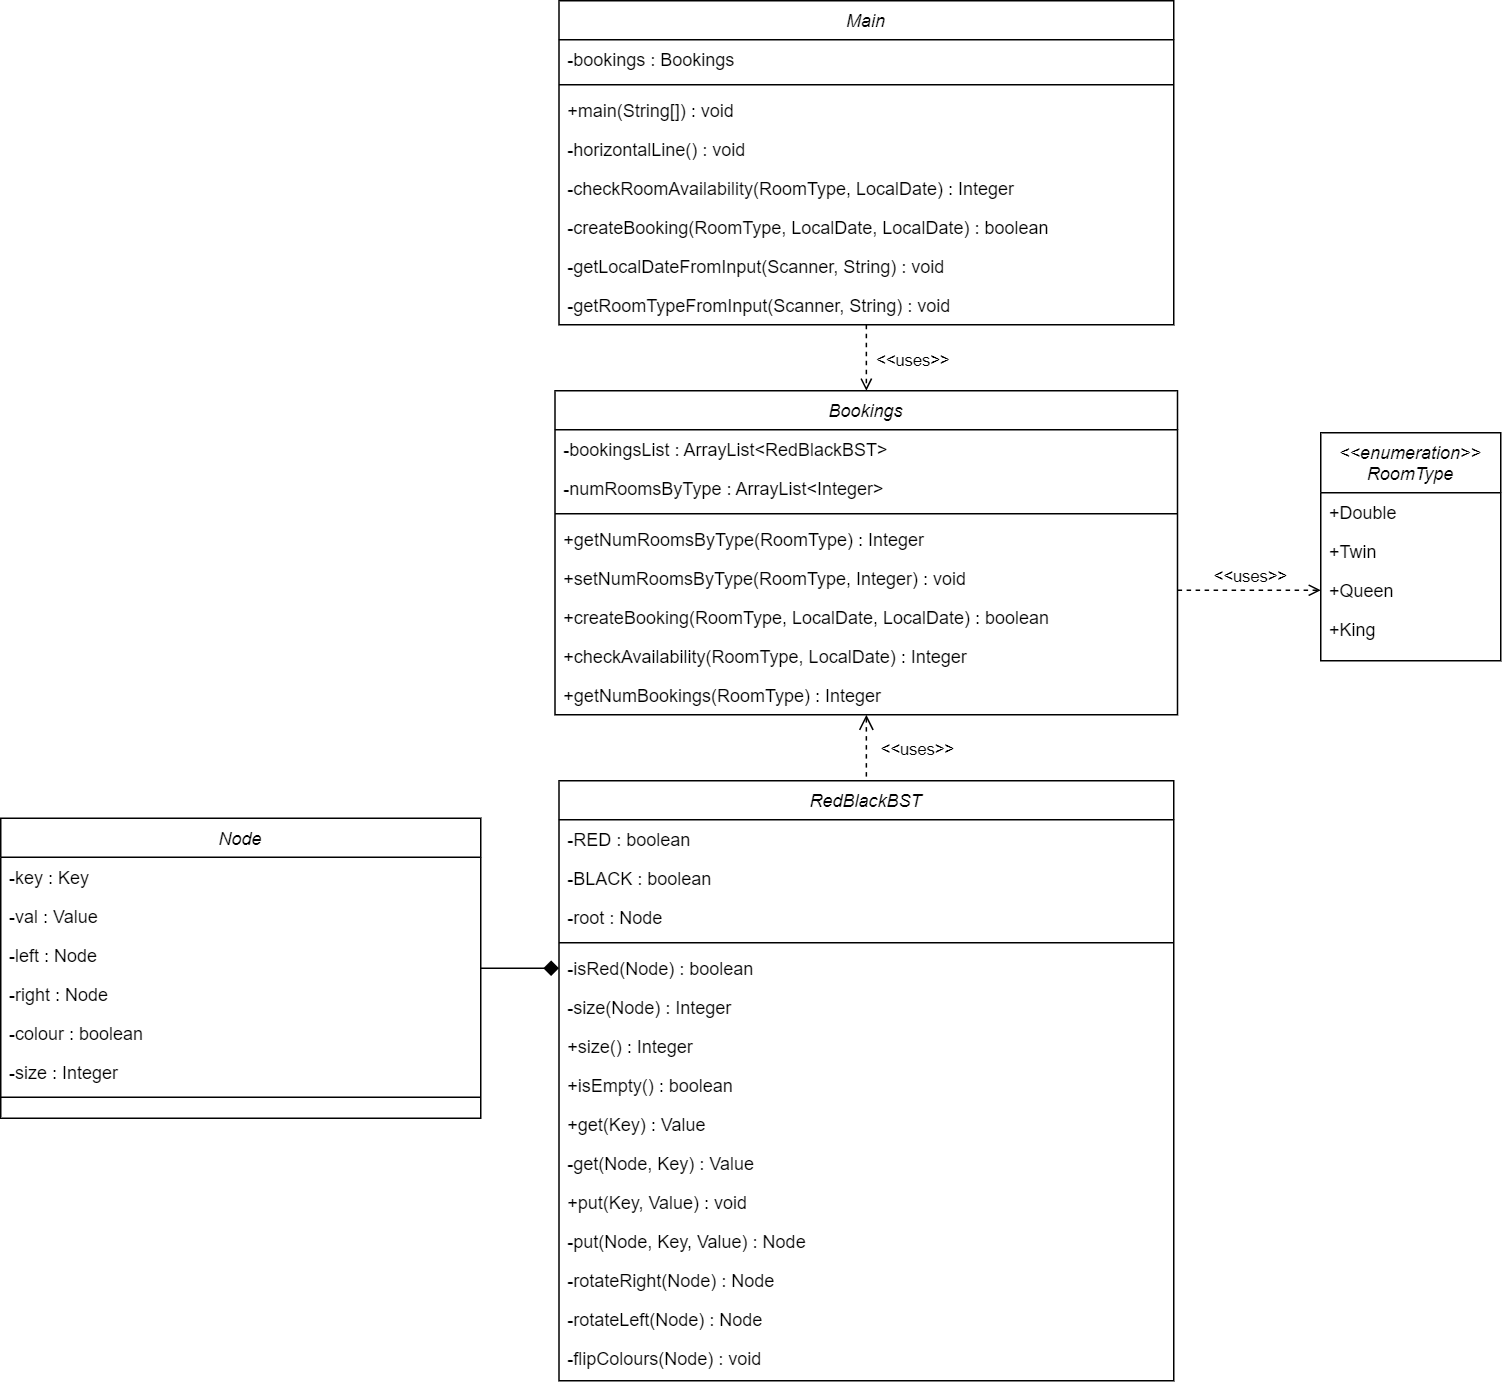 Main
-bookings : Bookings
+main(String[]) : void
-horizontalLine() : void
-checkRoomAvailability(RoomType, LocalDate) : Integer
-createBooking(RoomType, LocalDate, LocalDate) : boolean
-getLocalDateFromInput(Scanner, String) : void
-getRoomTypeFromInput(Scanner, String) : void
<<uses>>
Bookings
-bookingsList : ArrayList<RedBlackBST>
-numRoomsByType : ArrayList<Integer>
+getNumRoomsByType(RoomType) : Integer
+setNumRoomsByType(RoomType, Integer) : void
+createBooking(RoomType, LocalDate, LocalDate) : boolean
+checkAvailability(RoomType, LocalDate) : Integer
+getNumBookings(RoomType) : Integer
<<uses>>
<<enumeration>>
RoomType
+Double
+Twin
+Queen
+King
<<uses>>
Node
-key : Key
-val : Value
-left : Node
-right : Node
-colour : boolean
-size : Integer
RedBlackBST
-RED : boolean
-BLACK : boolean
-root : Node
-isRed(Node) : boolean
-size(Node) : Integer
+size() : Integer
+isEmpty() : boolean
+get(Key) : Value
-get(Node, Key) : Value
+put(Key, Value) : void
-put(Node, Key, Value) : Node
-rotateRight(Node) : Node
-rotateLeft(Node) : Node
-flipColours(Node) : void